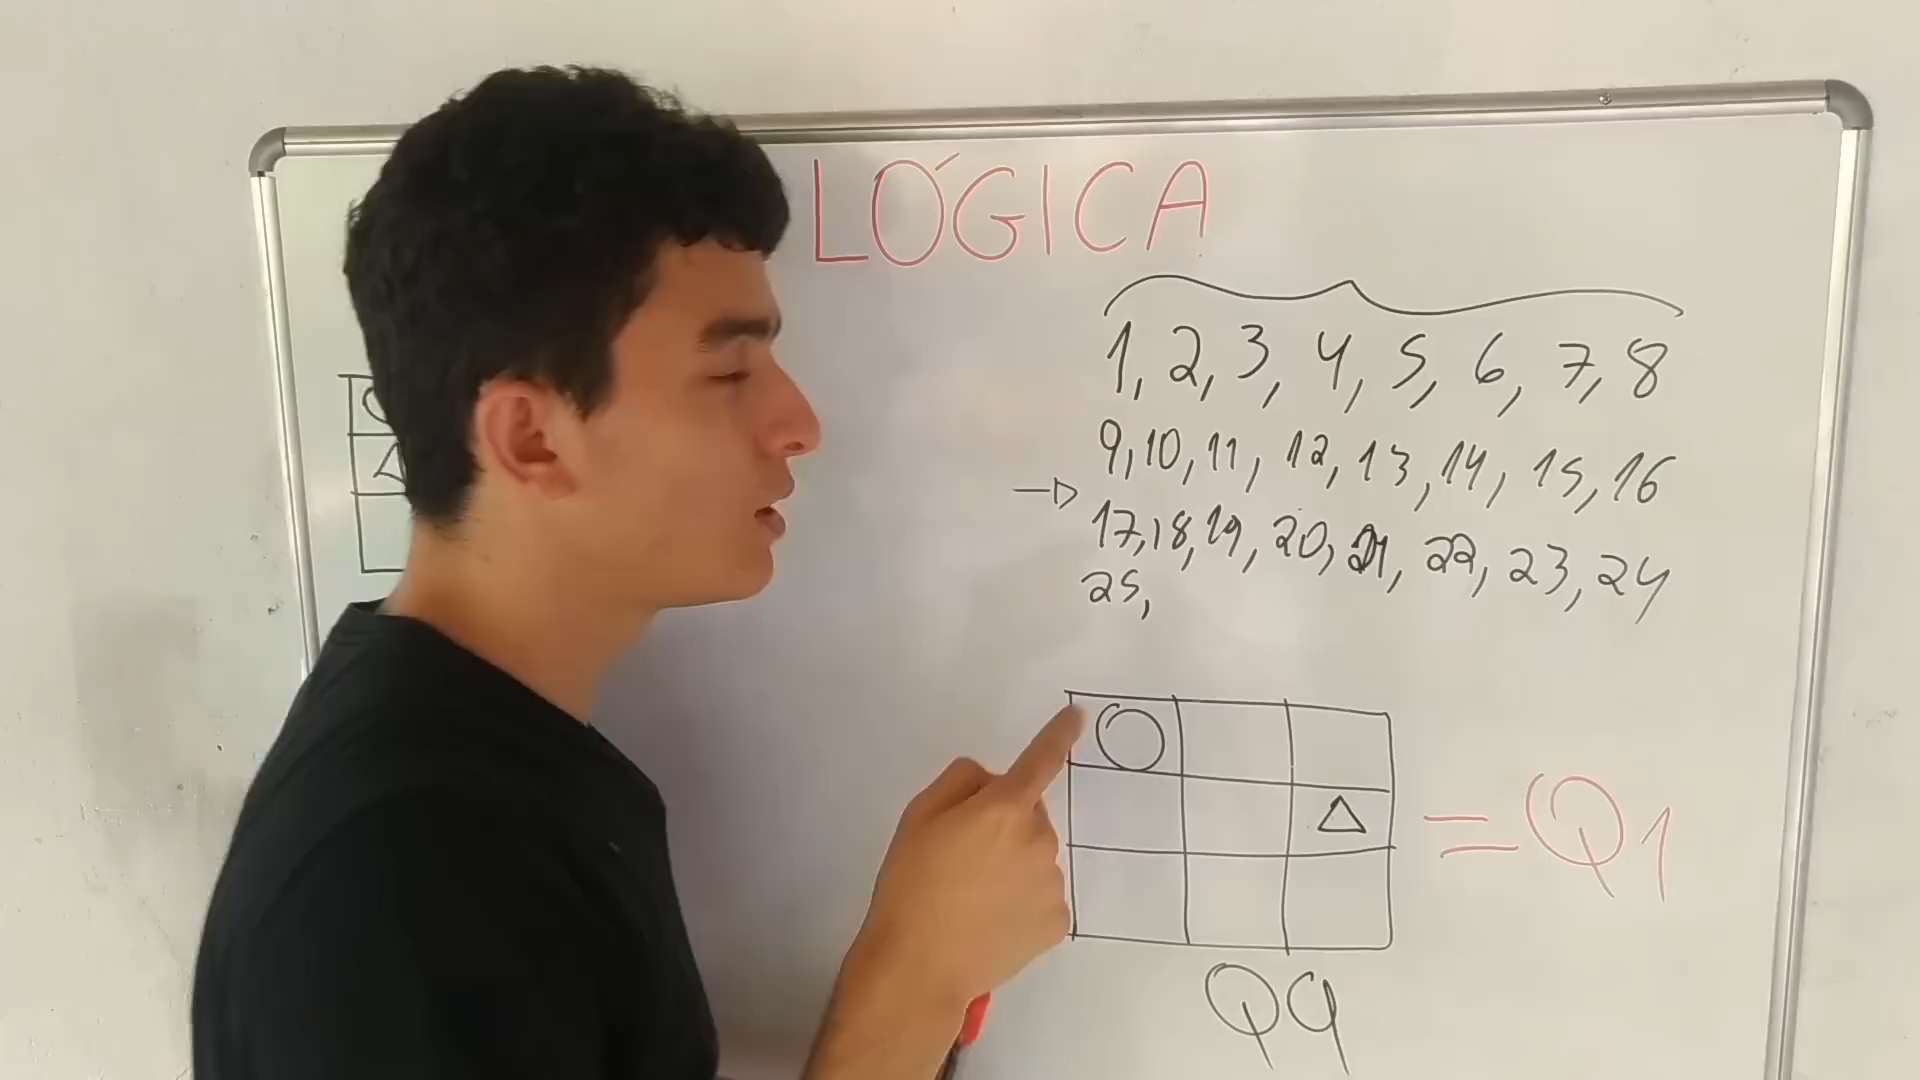 LÓGICA
1, 2, 3, 4, 5, 6, 7, 8
9, 10, 11, 12, 13, 14, 15, 16
17, 18, 19, 20, 21, 22, 23, 24
25,
= Q1
Q9